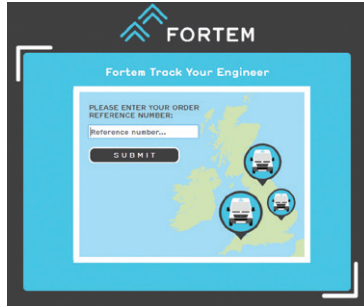 FORTEM
Fortem Track Your Engineer
PLEASE ENTER YOUR ORDER
REFERENCE NUMBER:
Reference number...
SUBMIT